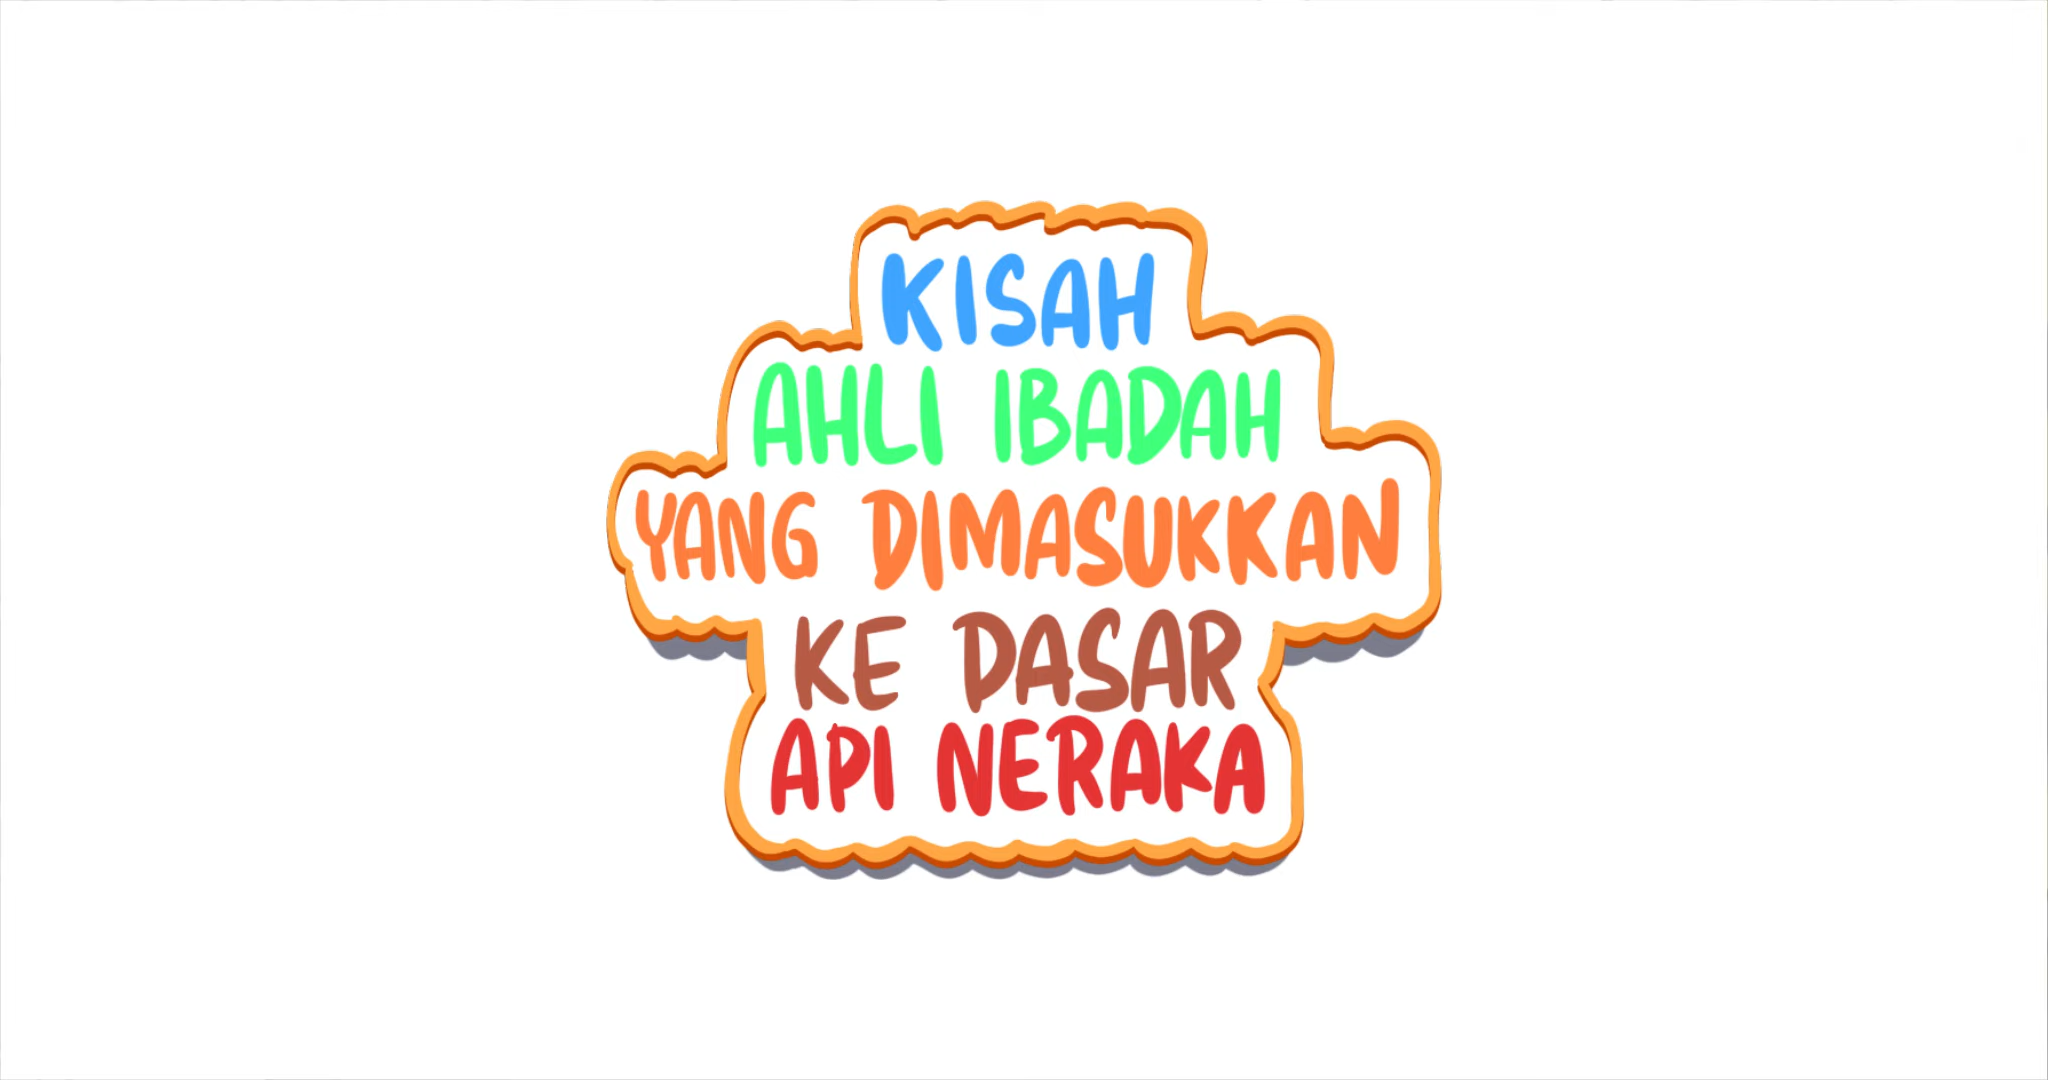 KISAH
AHLI IBADAH
YANG DIMASUKKAN
KE DASAR
API NERAKA